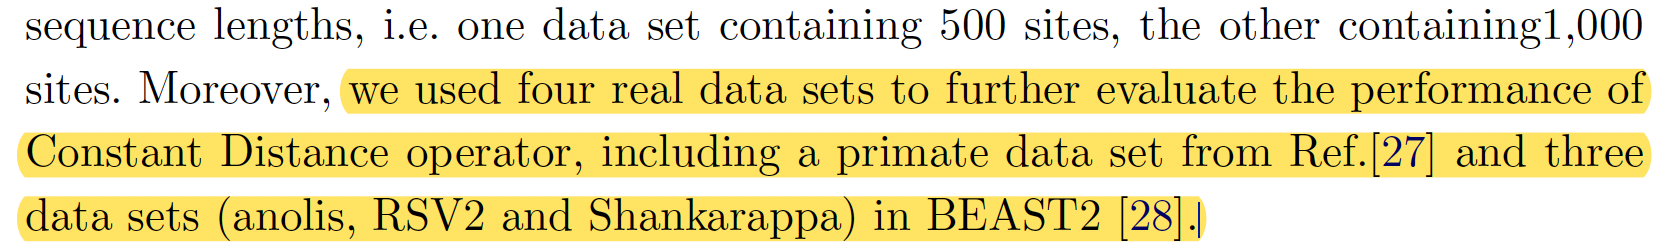 sequence lengths, i.e. one data set containing 500 sites, the other containing1,000
sites. Moreover, we used four real data sets to further evaluate the performance of
Constant Distance operator, including a primate data set from Ref.[27] and three
data sets (anolis, RSV2 and Shankarappa) in BEAST2 [28].